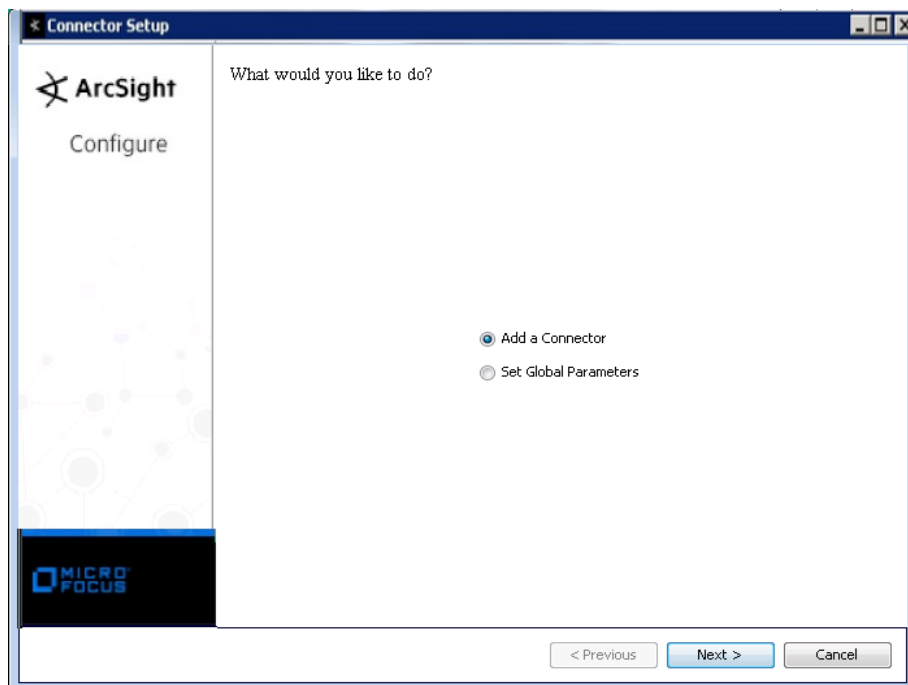 Connector Setup
ArcSight
Configure
What would you like to do?
Add a Connector
Set Global Parameters
MICRO
FOCUS
< Previous
Next >
Cancel